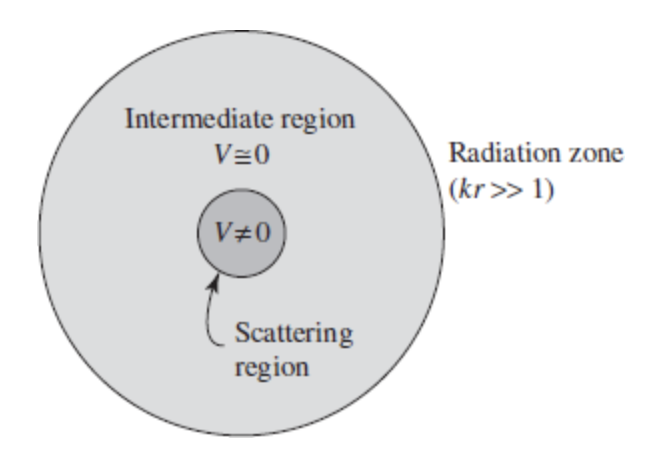 Intermediate region
V≅0
Radiation zone
(kr >> 1)
V≠0
Scattering
region